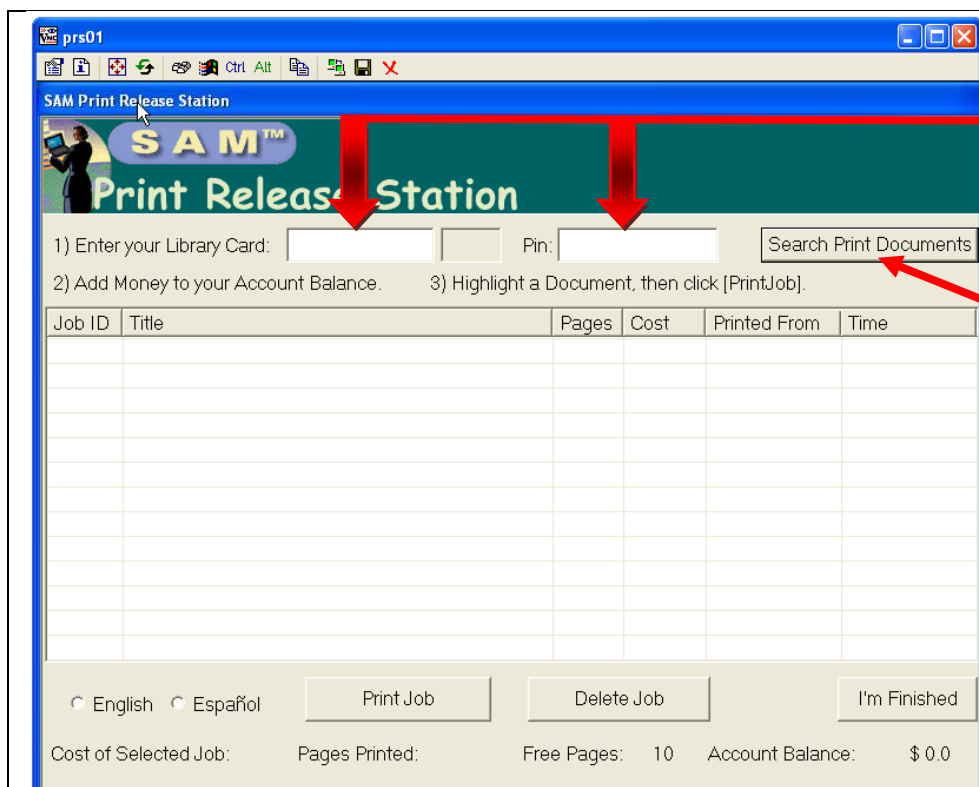 VNC prs01
Ctrl Alt
SAM Print Release Station
SAM™
Print Release Station
1) Enter your Library Card: Pin: Search Print Documents
2) Add Money to your Account Balance. 3) Highlight a Document, then click [PrintJob].
Job ID Title Pages Cost Printed From Time
English Español Print Job Delete Job I'm Finished
Cost of Selected Job: Pages Printed: Free Pages: 10 Account Balance: $ 0.0